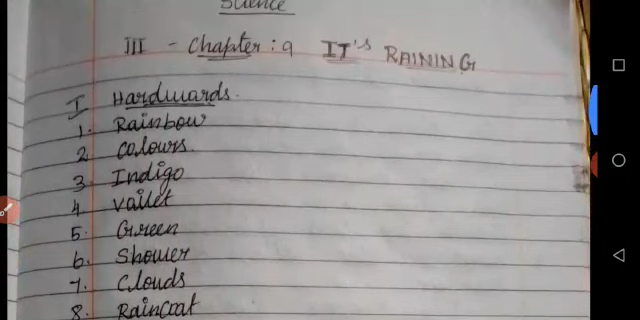 Science
III - Chapter : 9 IT's RAINING
I Hardwards.
1. Rainbow
2. Colours.
3. Indigo
4. Vailet
5. Green
6. Shower
7. Clouds
8. Raincoat